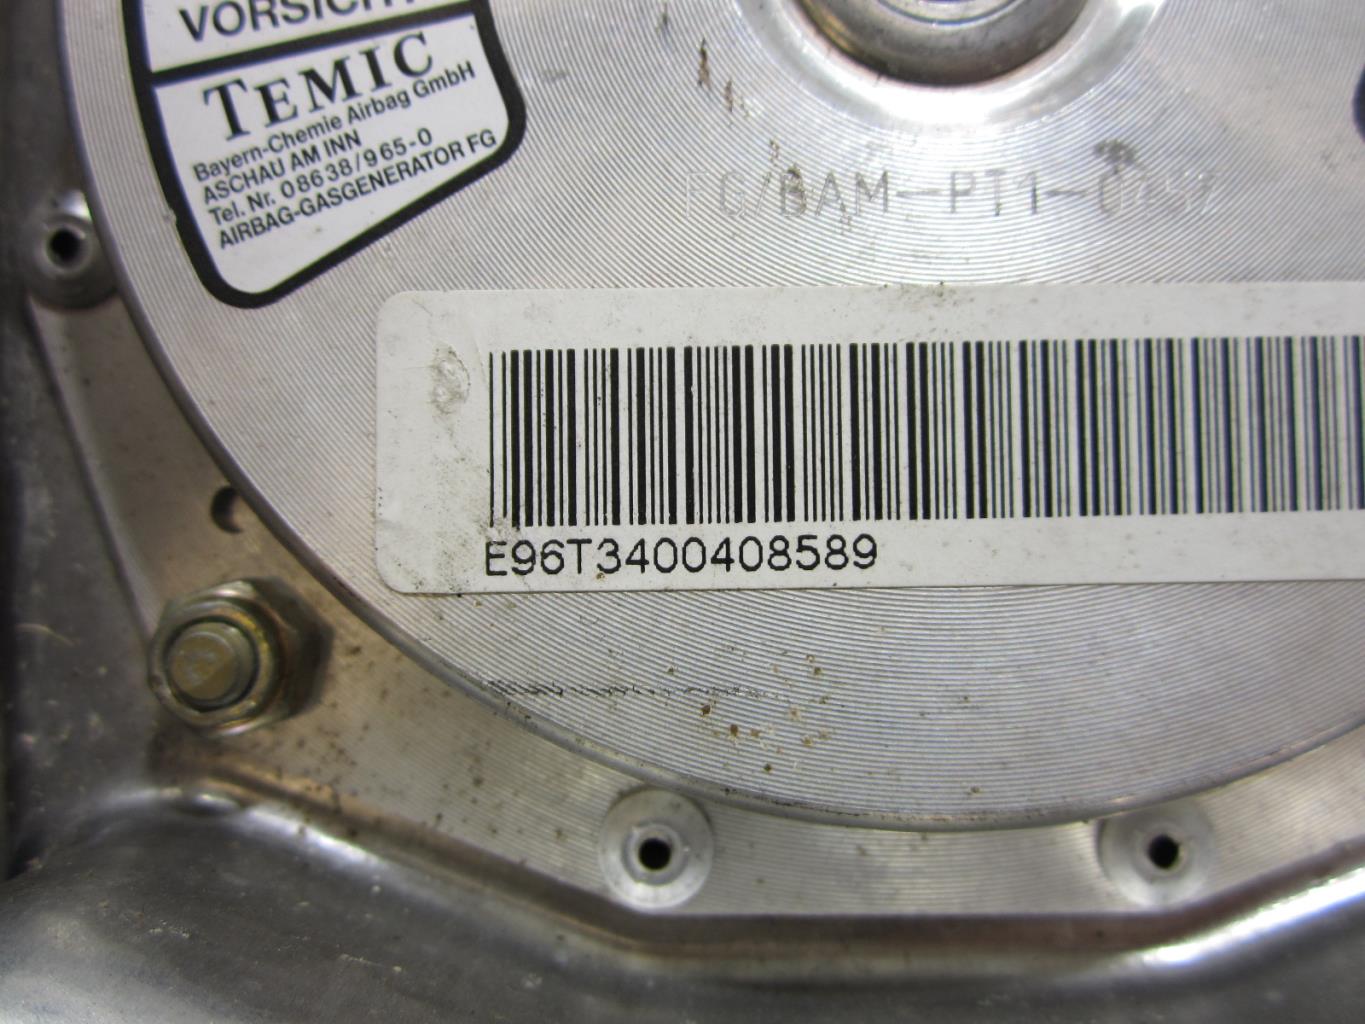 VORSICHT
TEMIC
Bayern-Chemie Airbag GmbH
ASCHAU AM INN
Tel. Nr. 08638/965-0
AIRBAG-GASGENERATOR FG
E96T3400408589